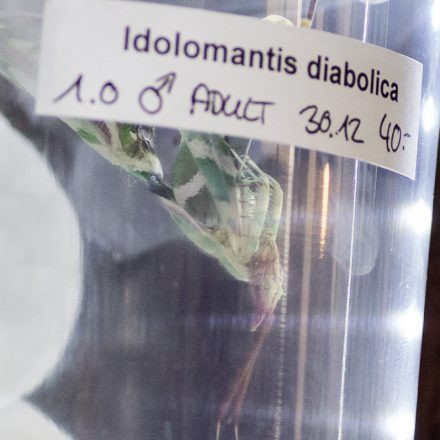 Idolomantis diabolica
1.0 ♂ ADULT 30.12 40.-